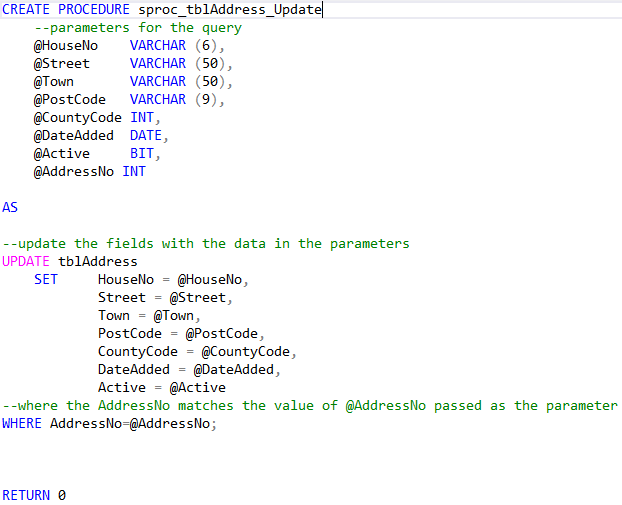 CREATE PROCEDURE sproc_tblAddress_Update
--parameters for the query
@HouseNo VARCHAR (6),
@Street VARCHAR (50),
@Town VARCHAR (50),
@PostCode VARCHAR (9),
@CountyCode INT,
@DateAdded DATE,
@Active BIT,
@AddressNo INT
AS
--update the fields with the data in the parameters
UPDATE tblAddress
SET HouseNo = @HouseNo,
Street = @Street,
Town = @Town,
PostCode = @PostCode,
CountyCode = @CountyCode,
DateAdded = @DateAdded,
Active = @Active
--where the AddressNo matches the value of @AddressNo passed as the parameter
WHERE AddressNo=@AddressNo;
RETURN 0